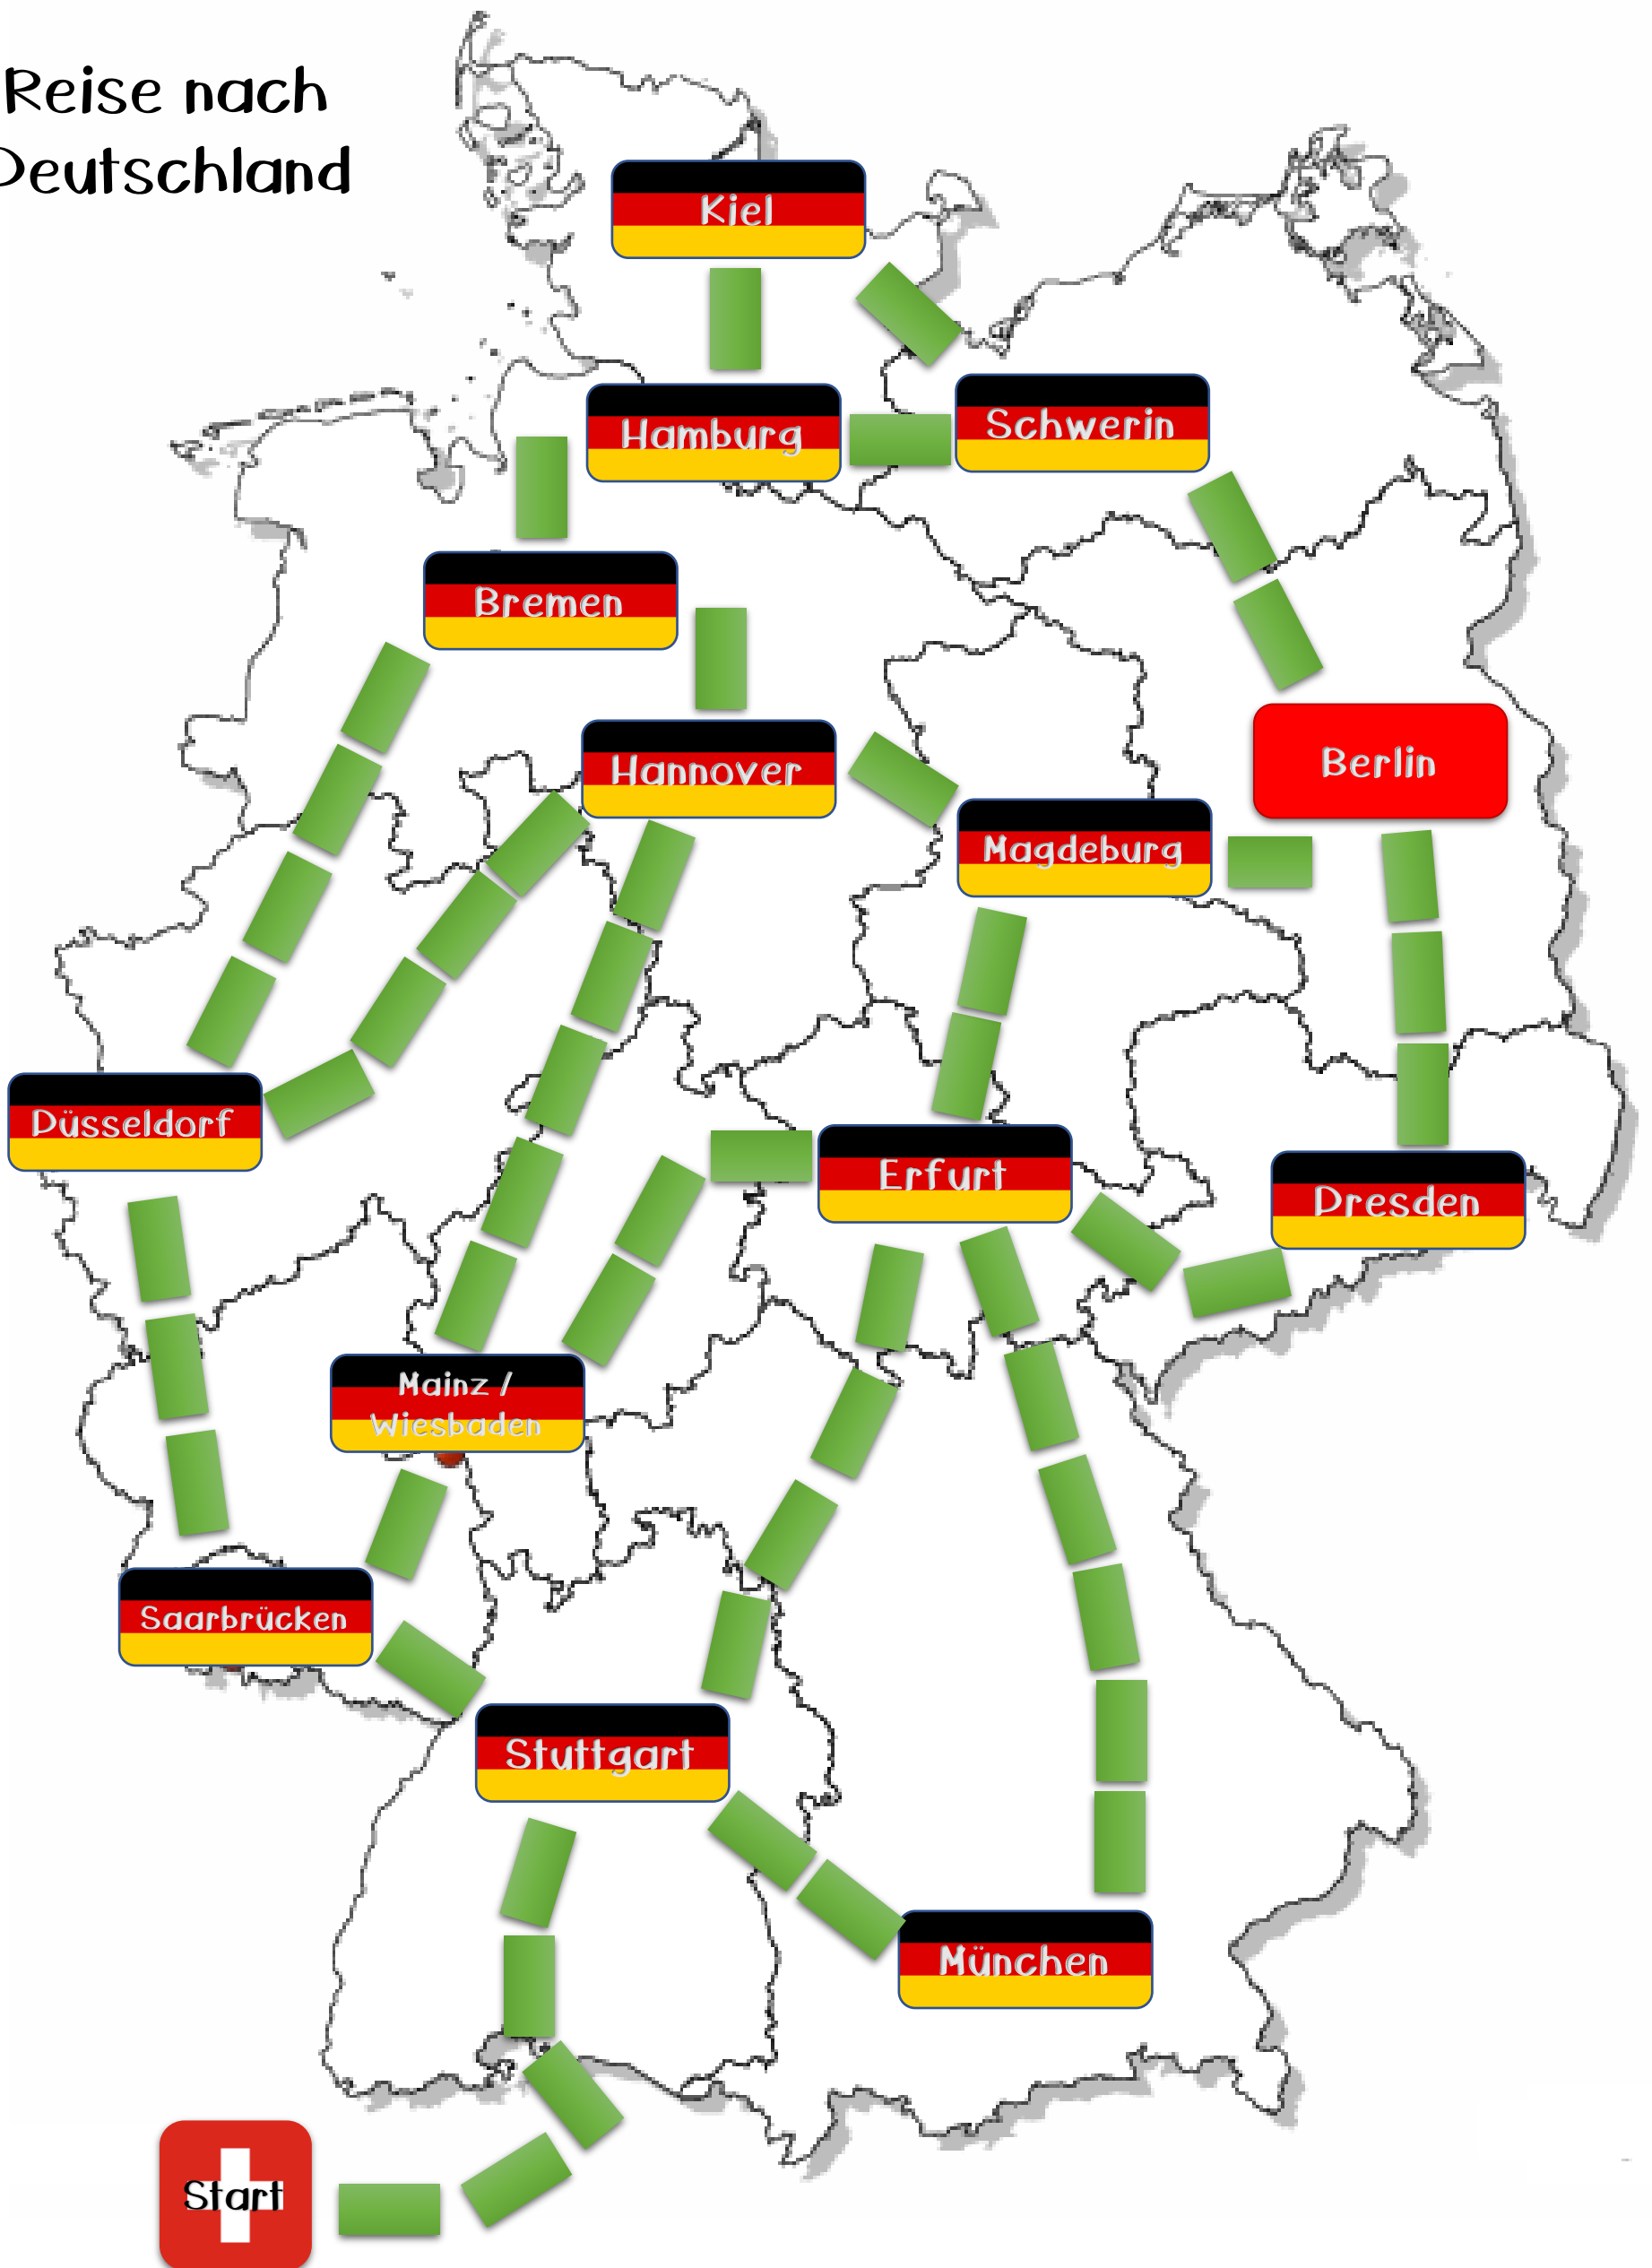 Reise nach
Deutschland
Kiel
Hamburg
Schwerin
Bremen
Hannover
Berlin
Magdeburg
Düsseldorf
Erfurt
Dresden
Mainz /
Wiesbaden
Saarbrücken
Stuttgart
München
Start